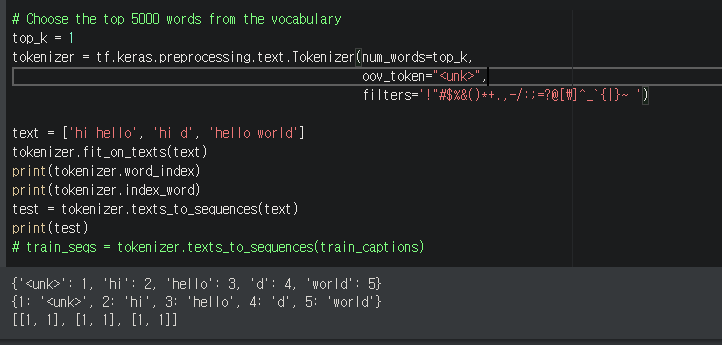 # Choose the top 5000 words from the vocabulary
top_k = 1
tokenizer = tf.keras.preprocessing.text.Tokenizer(num_words=top_k,
oov_token="<unk>",
filters='!"#$%&()*+.,-/:;=?@[₩]^_`{|}~ ')
text = ['hi hello', 'hi d', 'hello world']
tokenizer.fit_on_texts(text)
print(tokenizer.word_index)
print(tokenizer.index_word)
test = tokenizer.texts_to_sequences(text)
print(test)
# train_seqs = tokenizer.texts_to_sequences(train_captions)
{'<unk>': 1, 'hi': 2, 'hello': 3, 'd': 4, 'world': 5}
{1: '<unk>', 2: 'hi', 3: 'hello', 4: 'd', 5: 'world'}
[[1, 1], [1, 1], [1, 1]]